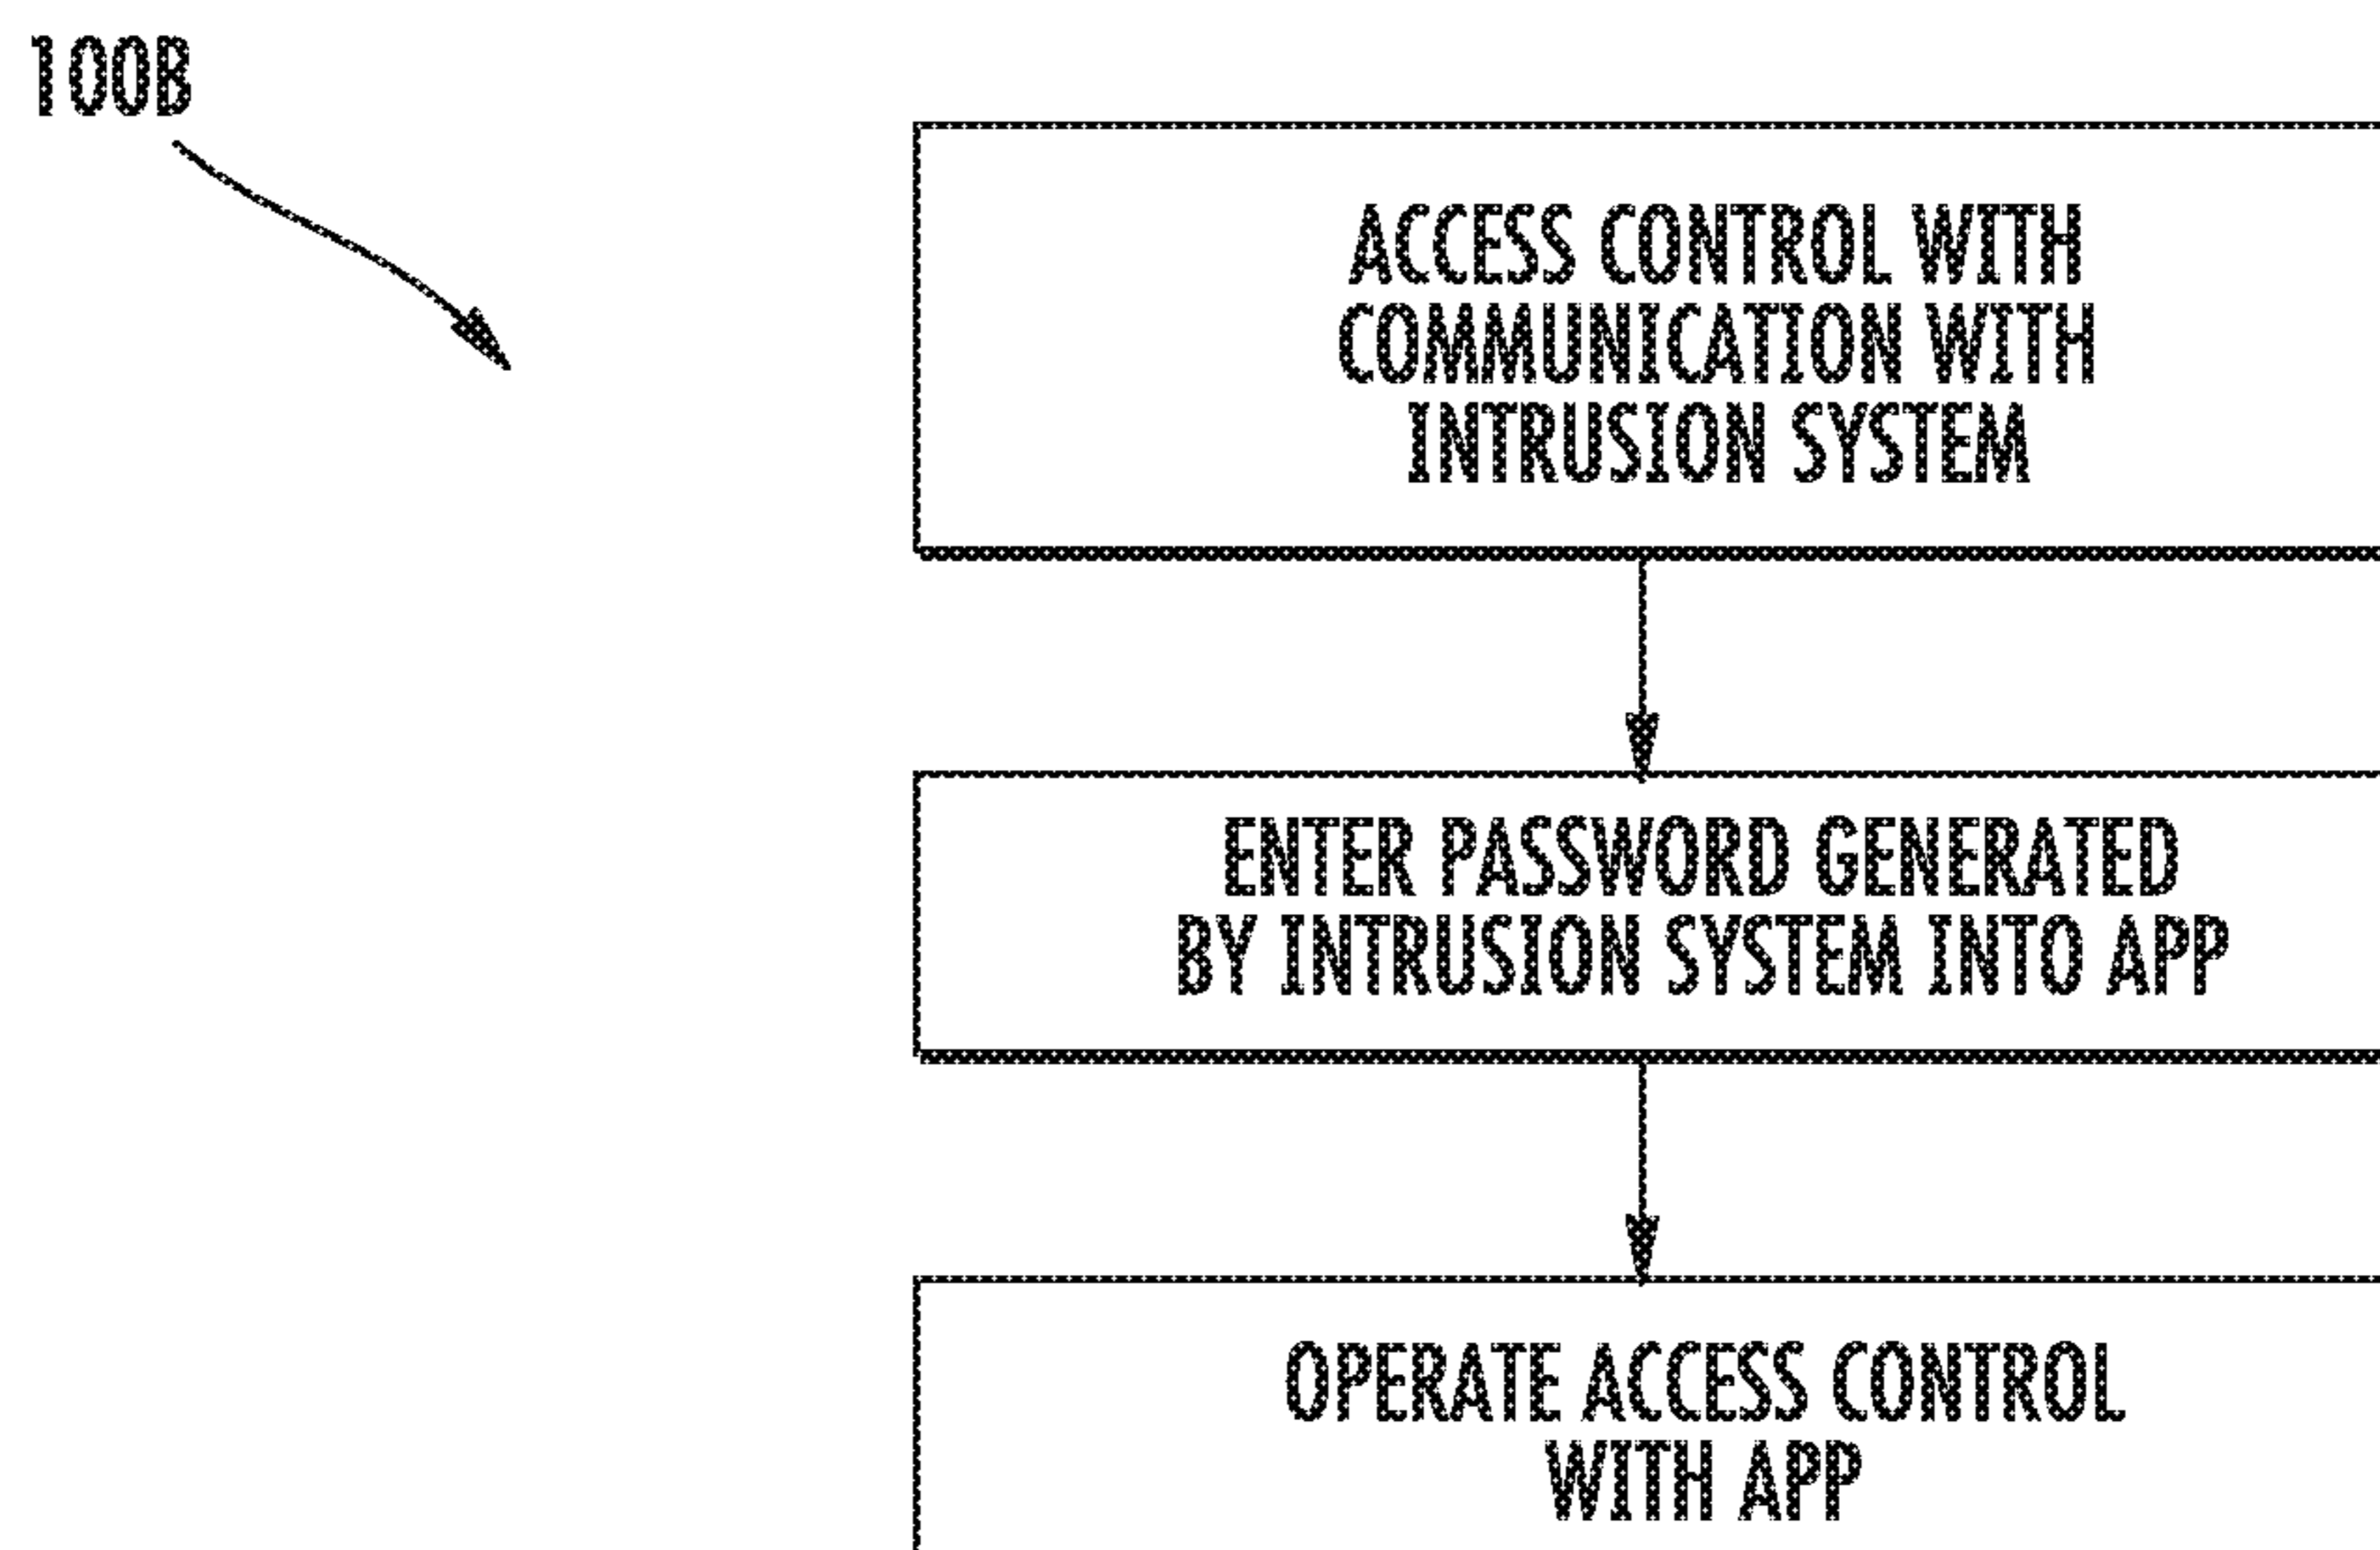 100B
ACCESS CONTROL WITH
COMMUNICATION WITH
INTRUSION SYSTEM
ENTER PASSWORD GENERATED
BY INTRUSION SYSTEM INTO APP
OPERATE ACCESS CONTROL
WITH APP